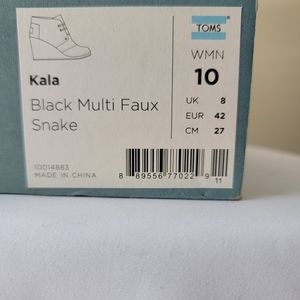 TOMS
WMN
10
Kala
Black Multi Faux
Snake
UK 8
EUR 42
CM 27
10014883
MADE IN CHINA
8 89556 77022 9
11